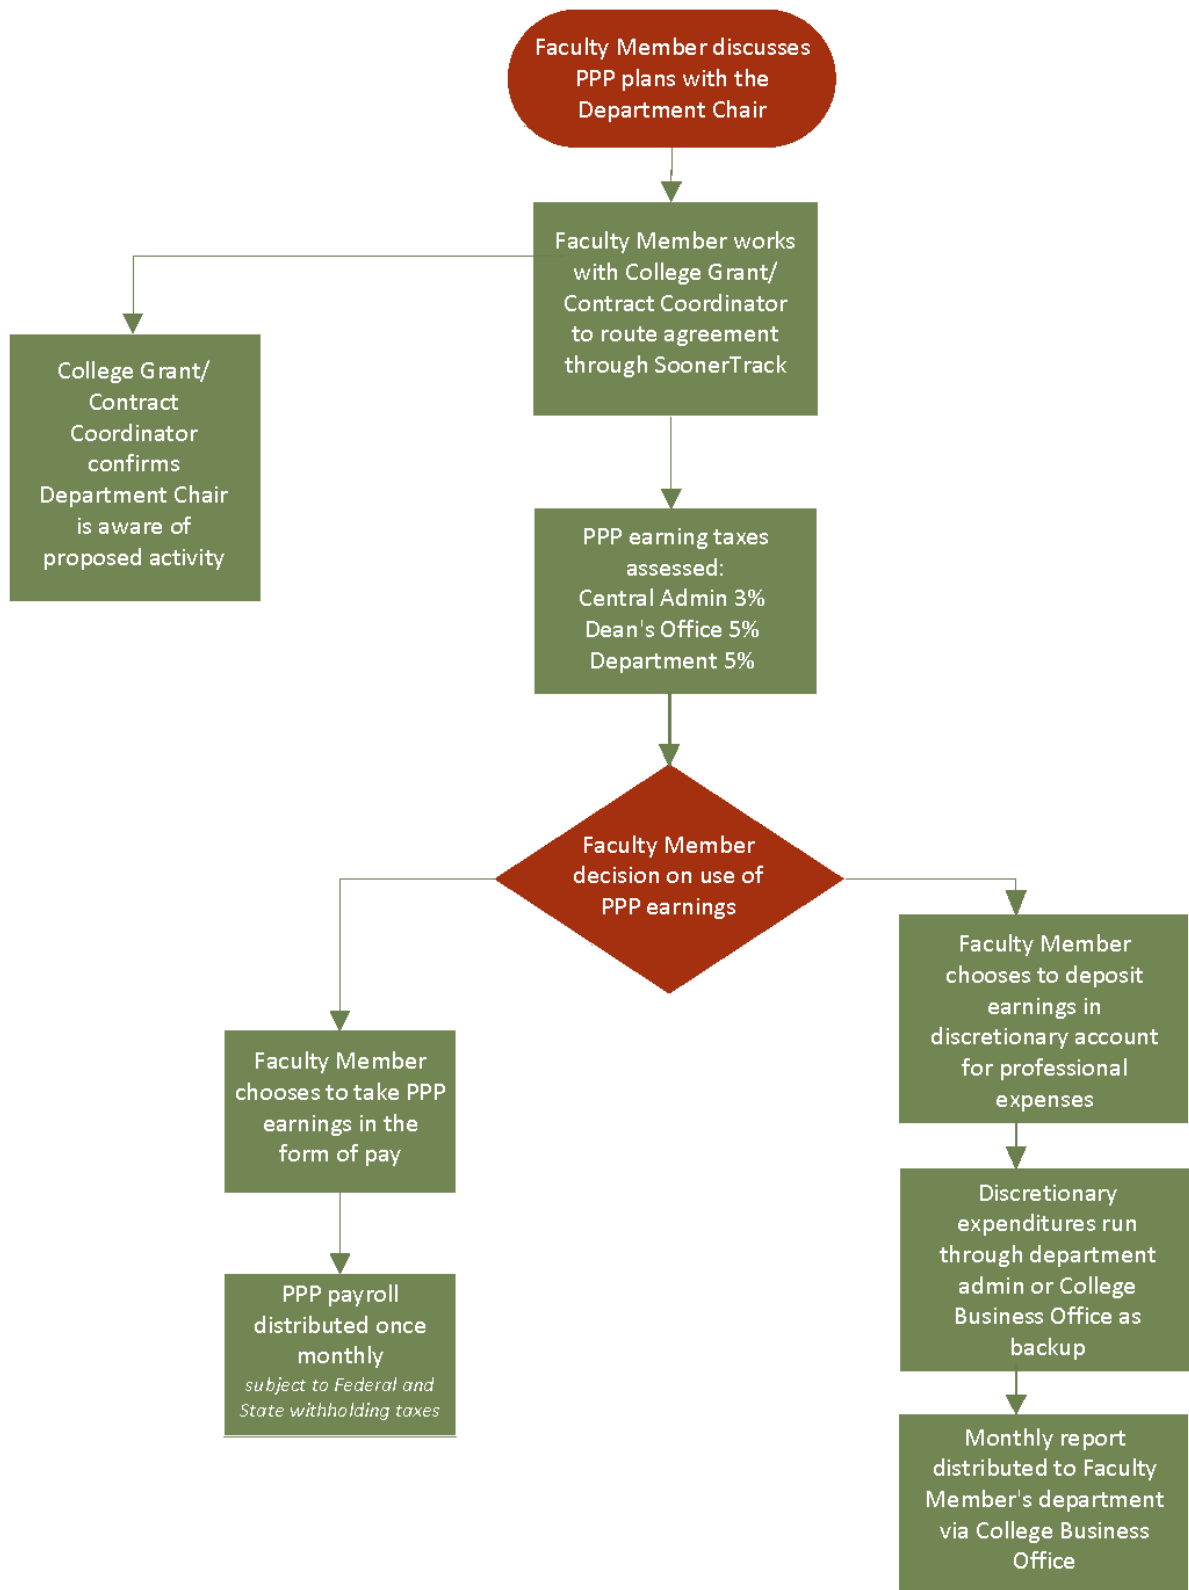 Faculty Member discusses
PPP plans with the
Department Chair
Faculty Member works
with College Grant/
Contract Coordinator
to route agreement
through SoonerTrack
College Grant/
Contract
Coordinator
confirms
Department Chair
is aware of
proposed activity
PPP earning taxes
assessed:
Central Admin 3%
Dean's Office 5%
Department 5%
Faculty Member
decision on use of
PPP earnings
Faculty Member
chooses to take PPP
earnings in the
form of pay
PPP payroll
distributed once
monthly
subject to Federal and
State withholding taxes
Faculty Member
chooses to deposit
earnings in
discretionary account
for professional
expenses
Discretionary
expenditures run
through department
admin or College
Business Office as
backup
Monthly report
distributed to Faculty
Member's department
via College Business
Office